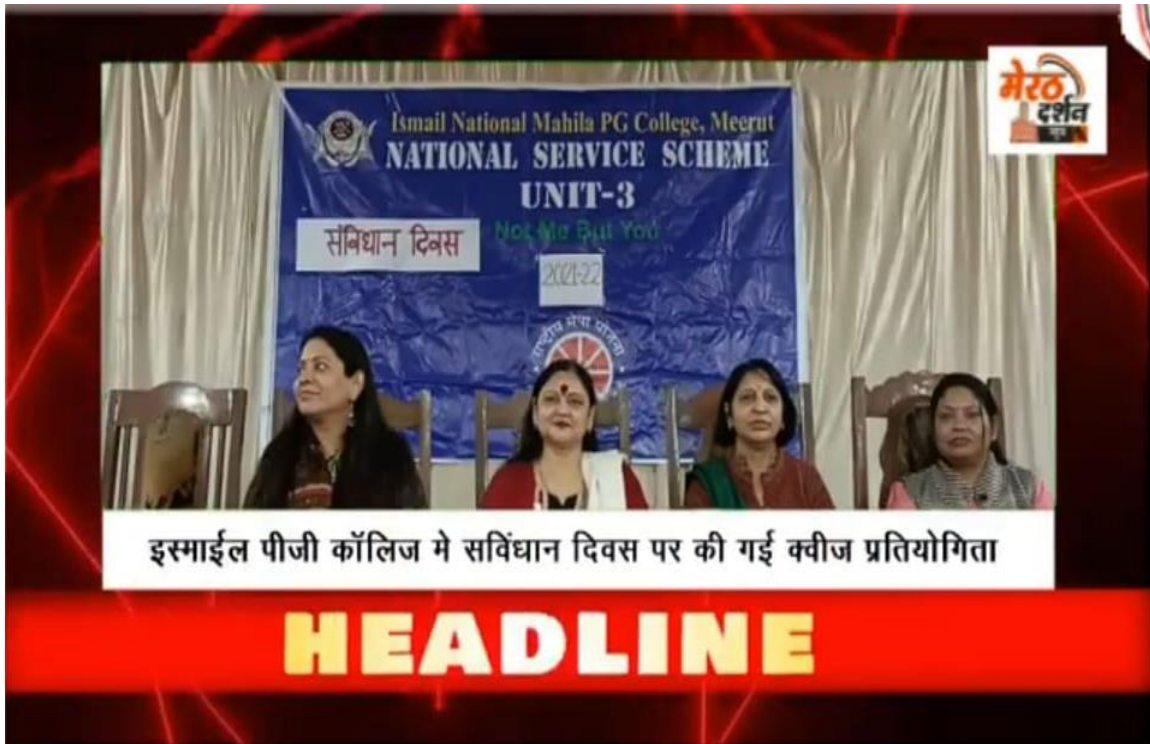 मेरठ
दर्शन
Ismail National Mahila PG College, Meerut
NATIONAL SERVICE SCHEME
UNIT-3
संविधान दिवस
Not Me But You
2021-22
राष्ट्रीय सेवा योजना
इस्माईल पीजी कॉलिज मे सविंधान दिवस पर की गई क्वीज प्रतियोगिता
HEADLINE